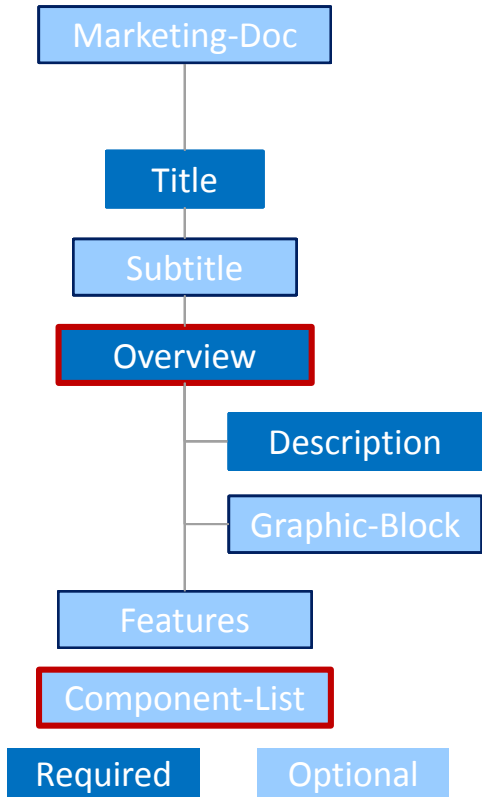 Marketing-Doc
Title
Subtitle
Overview
Description
Graphic-Block
Features
Component-List
Required
Optional